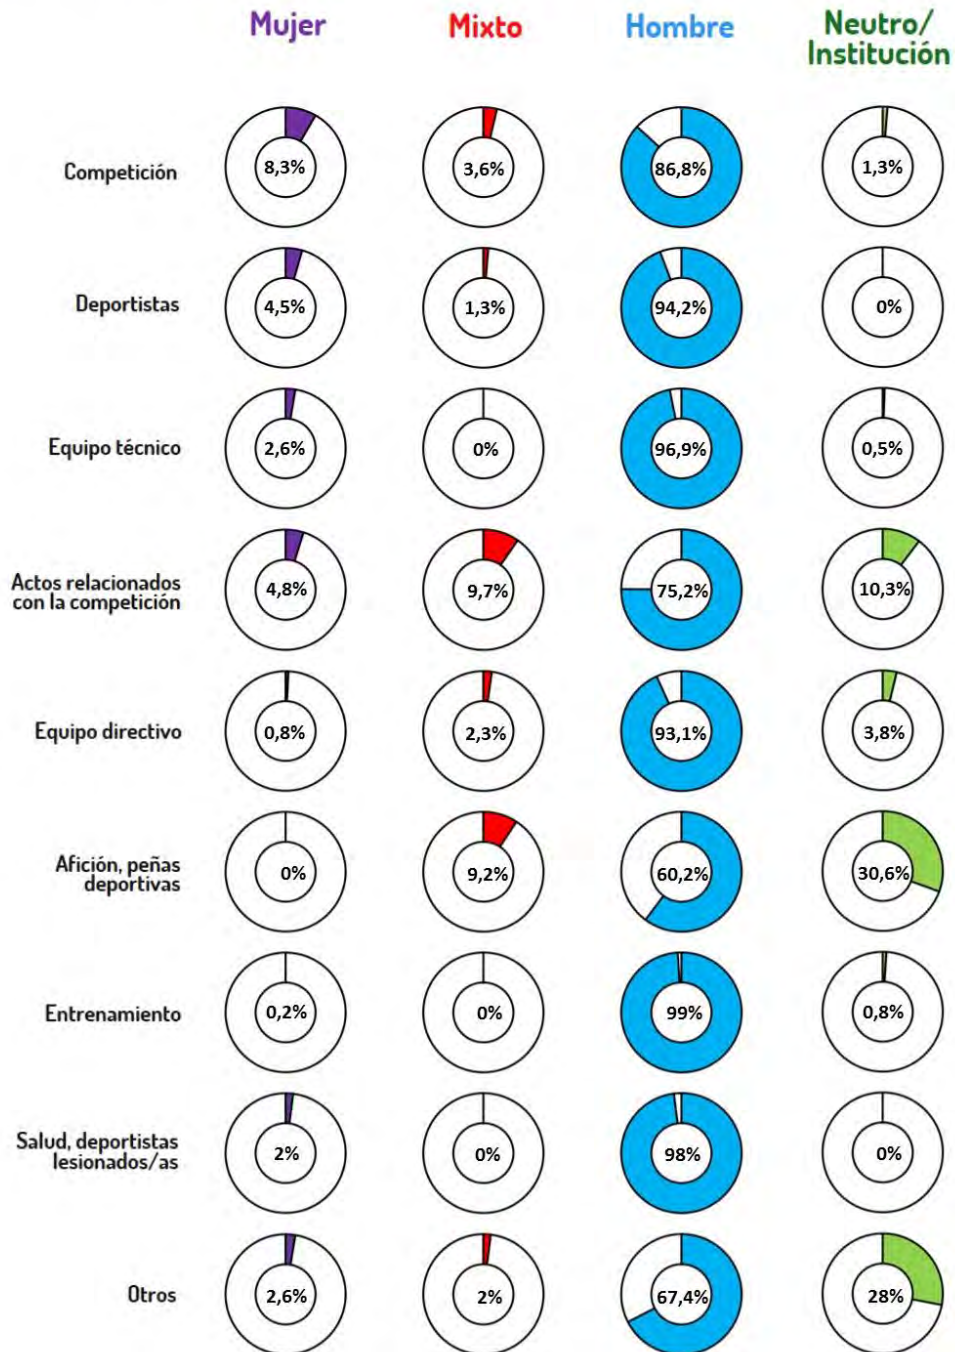 Mujer
Mixto
Hombre
Neutro/
Institución
Competición
8,3%
3,6%
86,8%
1,3%
Deportistas
4,5%
1,3%
94,2%
0%
Equipo técnico
2,6%
0%
96,9%
0,5%
Actos relacionados
con la competición
4,8%
9,7%
75,2%
10,3%
Equipo directivo
0,8%
2,3%
93,1%
3,8%
Afición, peñas
deportivas
0%
9,2%
60,2%
30,6%
Entrenamiento
0,2%
0%
99%
0,8%
Salud, deportistas
lesionados/as
2%
0%
98%
0%
Otros
2,6%
2%
67,4%
28%